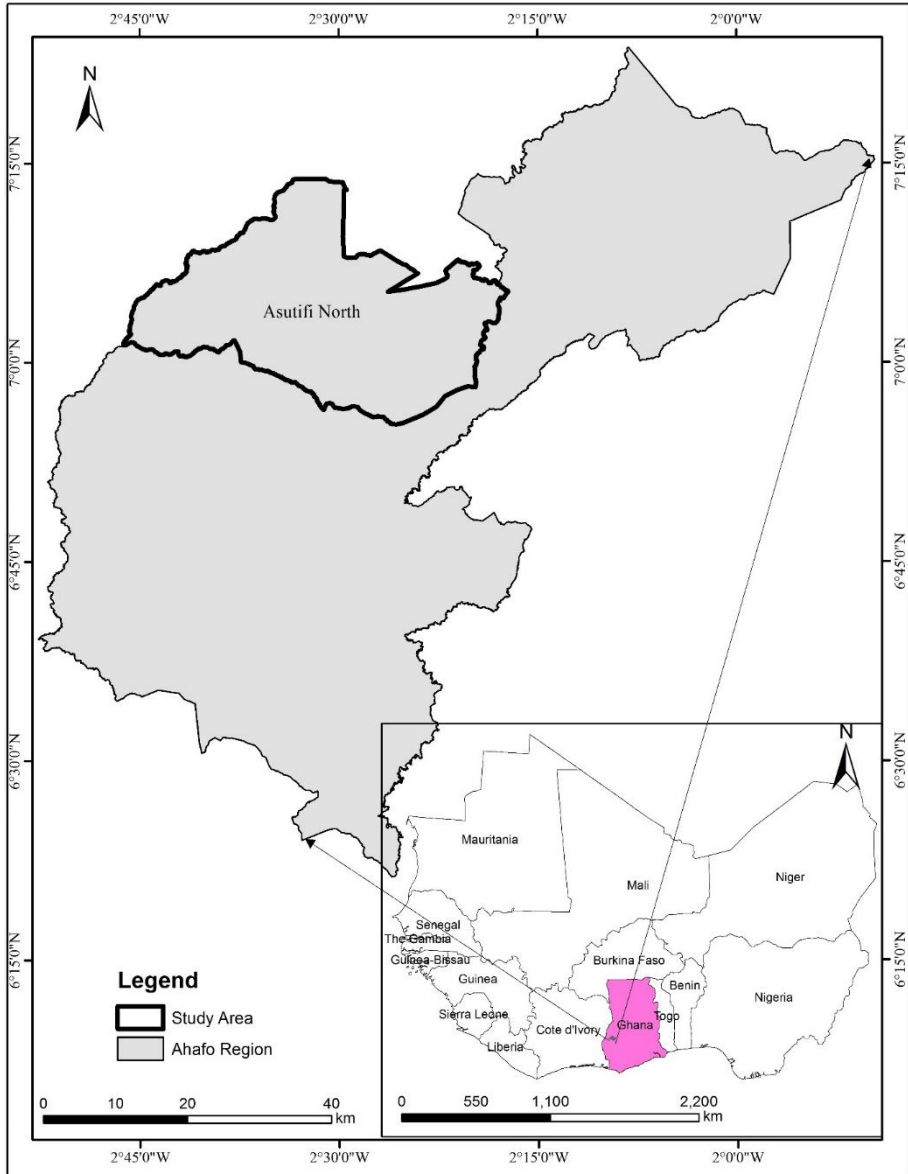 2°45'0"W 2°30'0"W 2°15'0"W 2°0'0"W
N
7°15'0"N 7°15'0"N
Asutifi North
7°0'0"N 7°0'0"N
6°45'0"N 6°45'0"N
6°30'0"N 6°30'0"N
6°15'0"N 6°15'0"N
Legend
Study Area
Ahafo Region
0 10 20 40
km
N
Mauritania
Mali
Niger
Senegal
The Gambia
Guinea-Bissau
Burkina Faso
Guinea
Benin
Nigeria
Sierra Leone
Togo
Ghana
Cote d'Ivory
Liberia
0 550 1,100 2,200
km
2°45'0"W 2°30'0"W 2°15'0"W 2°0'0"W